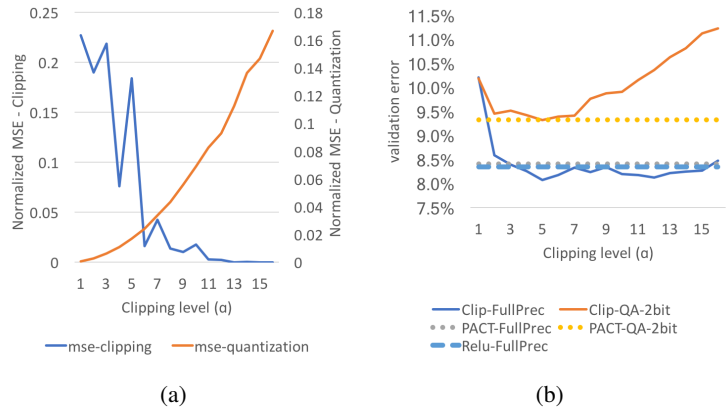 0.25
0.2
0.15
0.1
0.05
0
Normalized MSE - Clipping
0.18
0.16
0.14
0.12
0.1
0.08
0.06
0.04
0.02
0
Normalized MSE - Quantization
1 3 5 7 9 11 13 15
Clipping level (α)
mse-clipping mse-quantization
(a)
11.5%
11.0%
10.5%
10.0%
9.5%
9.0%
8.5%
8.0%
7.5%
validation error
1 3 5 7 9 11 13 15
Clipping level (α)
Clip-FullPrec Clip-QA-2bit
PACT-FullPrec PACT-QA-2bit
Relu-FullPrec
(b)